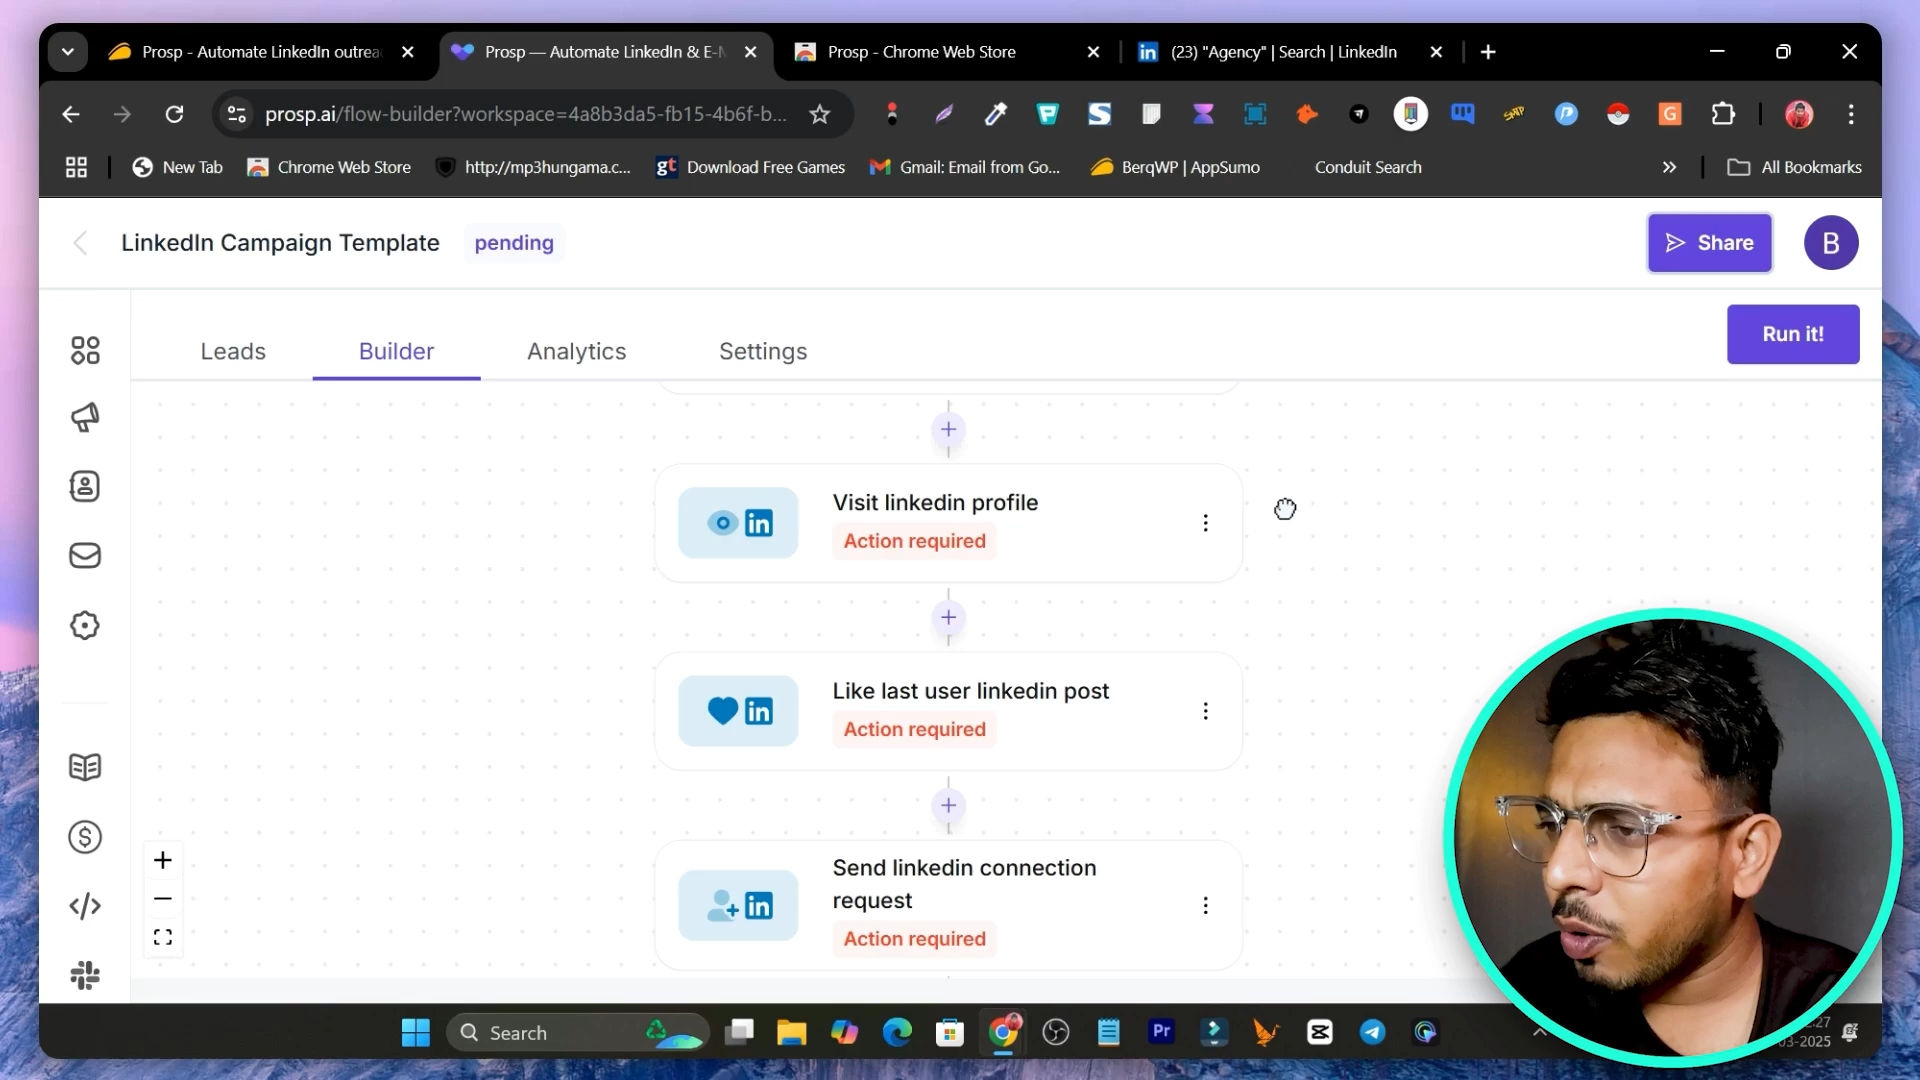 Prosp - Automate LinkedIn outrea
Prosp — Automate LinkedIn & E-M
Prosp - Chrome Web Store
(23) "Agency" | Search | LinkedIn
prosp.ai/flow-builder?workspace=4a8b3da5-fb15-4b6f-b...
New Tab
Chrome Web Store
http://mp3hungama.c...
Download Free Games
Gmail: Email from Go...
BerqWP | AppSumo
Conduit Search
All Bookmarks
LinkedIn Campaign Template
pending
Share
B
Leads
Builder
Analytics
Settings
Run it!
Visit linkedin profile
Action required
Like last user linkedin post
Action required
Send linkedin connection
request
Action required
Search